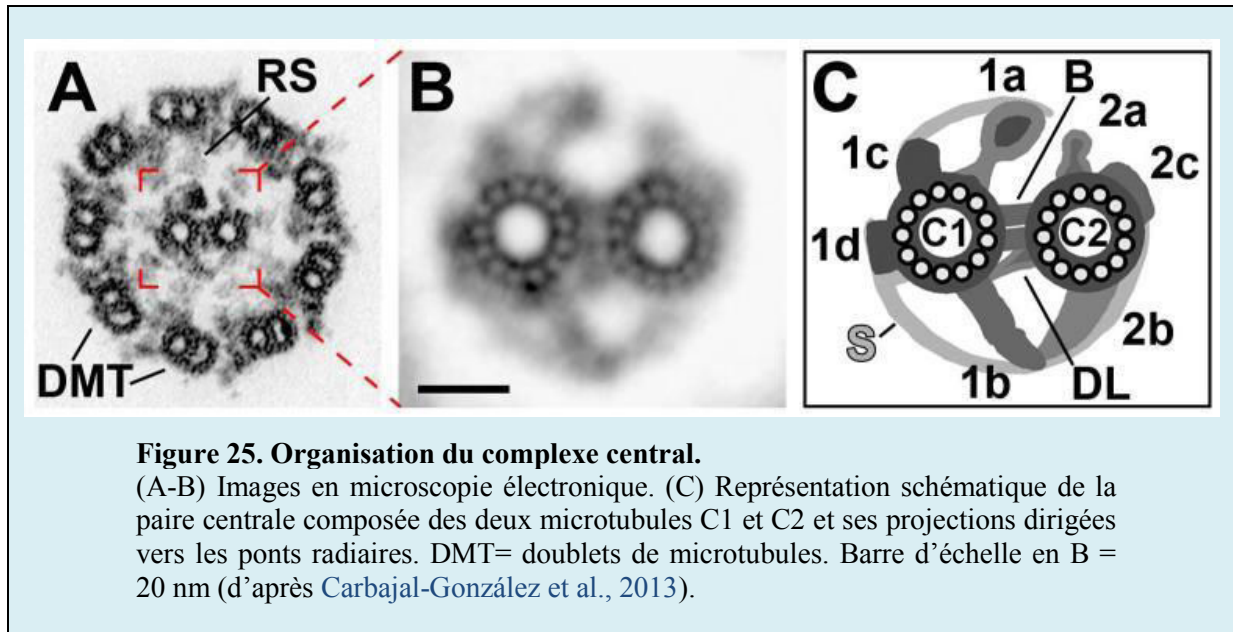 A
RS
DMT
B
C
1a
B
2a
1c
2c
C1
C2
1d
S
2b
1b
DL
Figure 25. Organisation du complexe central.
(A-B) Images en microscopie électronique. (C) Représentation schématique de la
paire centrale composée des deux microtubules C1 et C2 et ses projections dirigées
vers les ponts radiaires. DMT= doublets de microtubules. Barre d’échelle en B =
20 nm (d’après Carbajal-González et al., 2013).